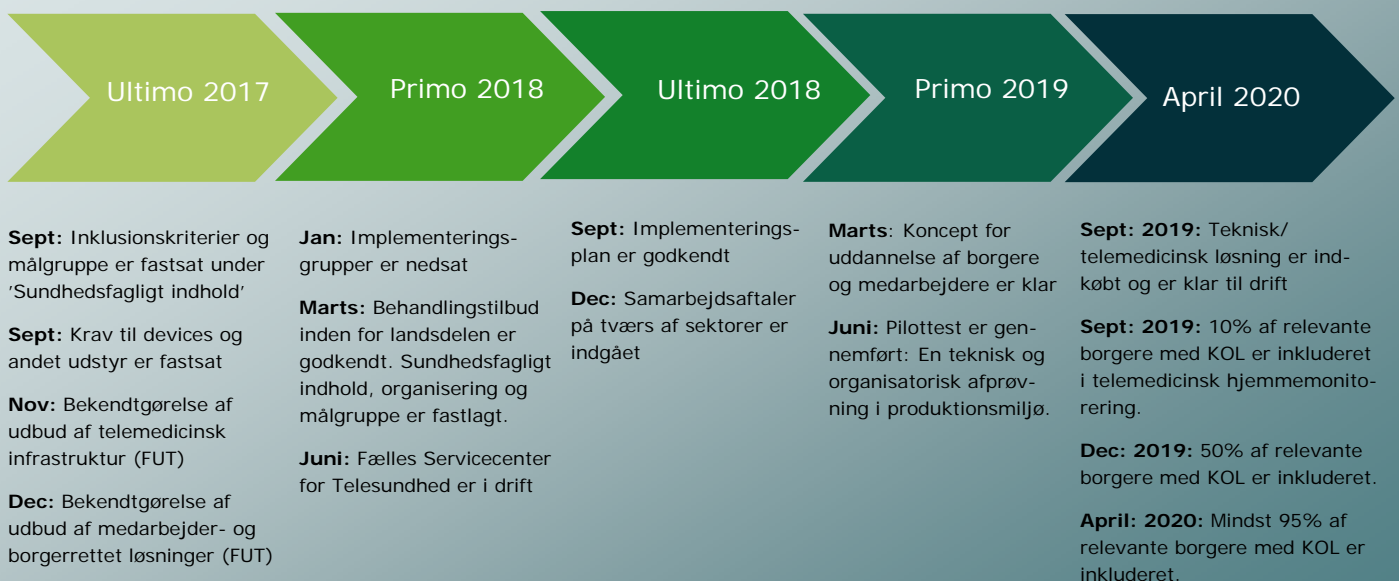 Ultimo 2017
Primo 2018
Ultimo 2018
Primo 2019
April 2020
Sept: Inklusionskriterier og
målgruppe er fastsat under
'Sundhedsfagligt indhold'
Sept: Krav til devices og
andet udstyr er fastsat
Nov: Bekendtgørelse af
udbud af telemedicinsk
infrastruktur (FUT)
Dec: Bekendtgørelse af
udbud af medarbejder- og
borgerrettet løsninger (FUT)
Jan: Implementerings-
grupper er nedsat
Marts: Behandlingstilbud
inden for landsdelen er
godkendt. Sundhedsfagligt
indhold, organisering og
målgruppe er fastlagt.
Juni: Fælles Servicecenter
for Telesundhed er i drift
Sept: Implementerings-
plan er godkendt
Dec: Samarbejdsaftaler
på tværs af sektorer er
indgået
Marts: Koncept for
uddannelse af borgere
og medarbejdere er klar
Juni: Pilottest er gen-
nemført: En teknisk og
organisatorisk afprøv-
ning i produktionsmiljø.
Sept: 2019: Teknisk/
telemedicinsk løsning er ind-
købt og er klar til drift
Sept: 2019: 10% af relevante
borgere med KOL er inkluderet
i telemedicinsk hjemmemonito-
rering.
Dec: 2019: 50% af relevante
borgere med KOL er inkluderet.
April: 2020: Mindst 95% af
relevante borgere med KOL er
inkluderet.